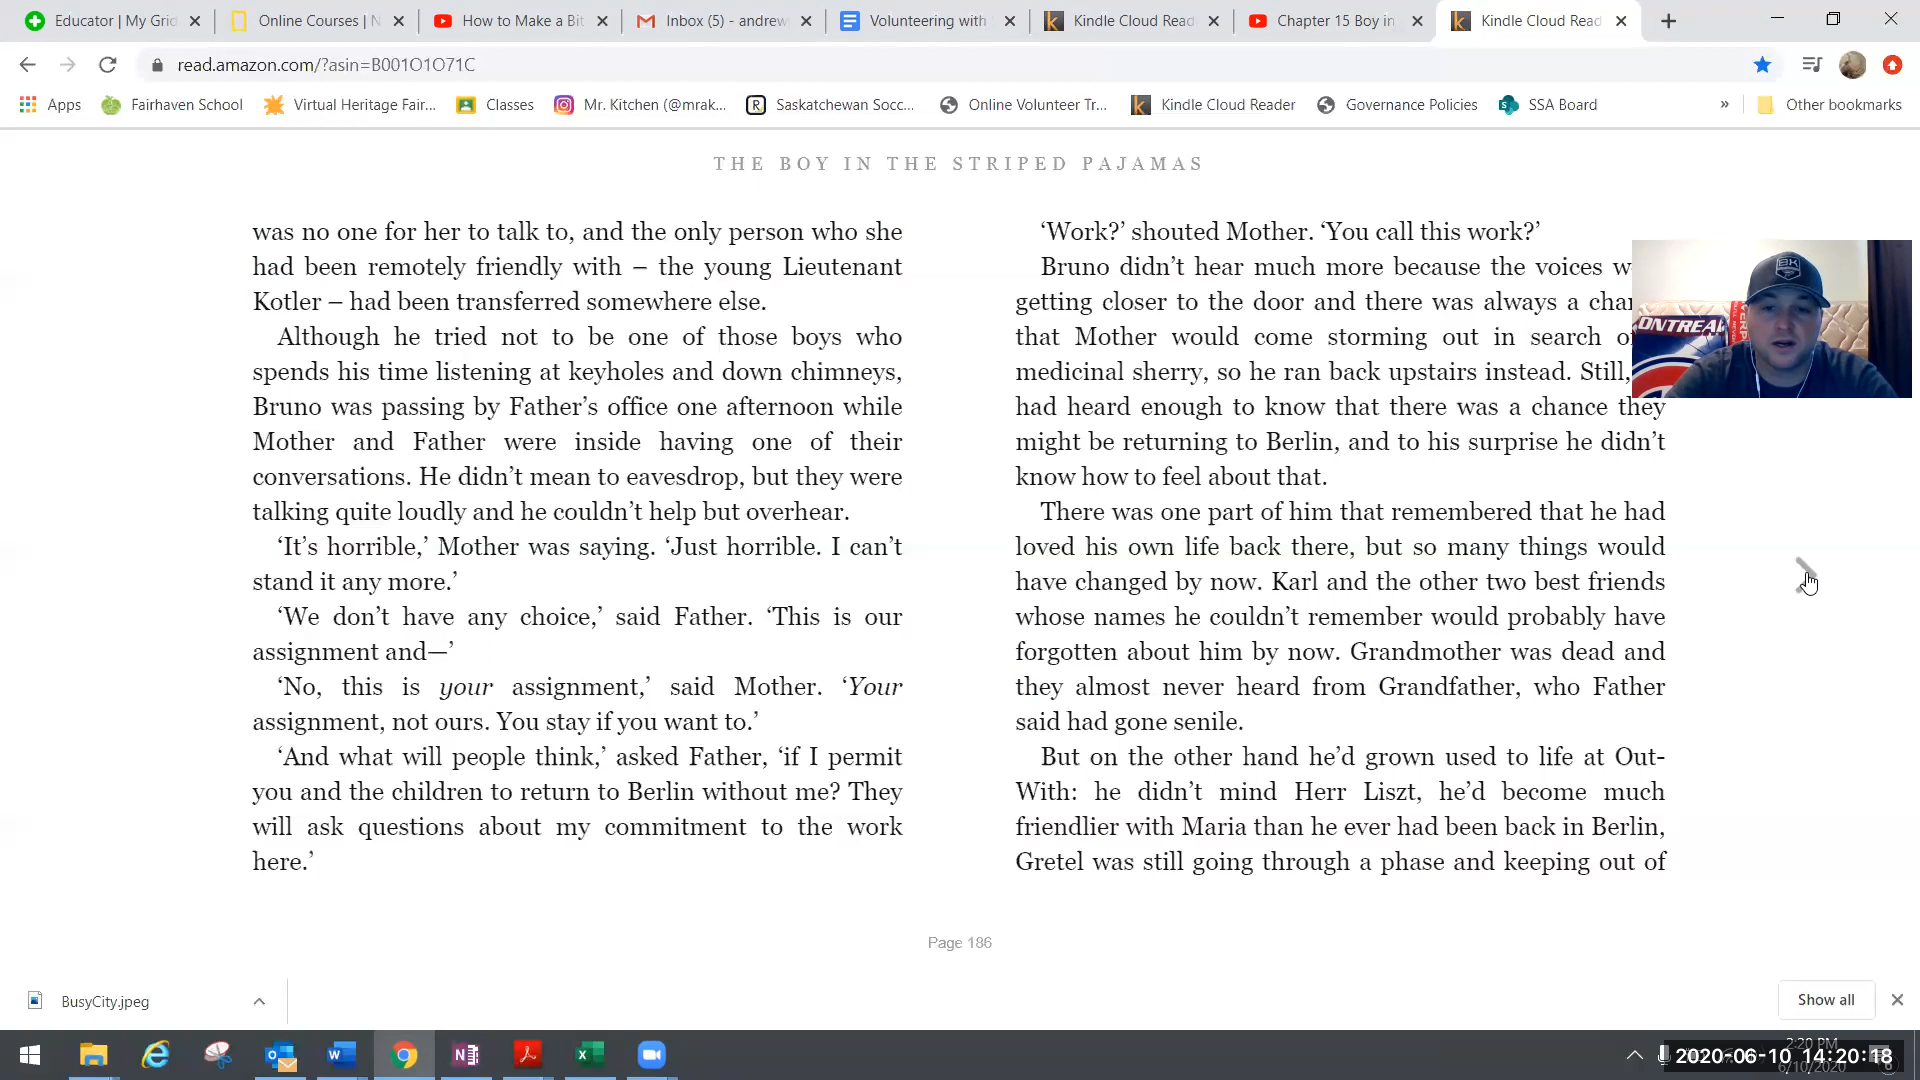 Educator | My Grid
Online Courses | N
How to Make a Bit
Inbox (5) - andrew
Volunteering with
Kindle Cloud Read
Chapter 15 Boy in
Kindle Cloud Read
read.amazon.com/?asin=B001O1O71C
Apps
Fairhaven School
Virtual Heritage Fair...
Classes
Mr. Kitchen (@mrak...
Saskatchewan Socc...
Online Volunteer Tr...
Kindle Cloud Reader
Governance Policies
SSA Board
»
Other bookmarks
THE BOY IN THE STRIPED PAJAMAS
was no one for her to talk to, and the only person who she
had been remotely friendly with – the young Lieutenant
Kotler – had been transferred somewhere else.
Although he tried not to be one of those boys who
spends his time listening at keyholes and down chimneys,
Bruno was passing by Father’s office one afternoon while
Mother and Father were inside having one of their
conversations. He didn’t mean to eavesdrop, but they were
talking quite loudly and he couldn’t help but overhear.
‘It’s horrible,’ Mother was saying. ‘Just horrible. I can’t
stand it any more.’
‘We don’t have any choice,’ said Father. ‘This is our
assignment and—’
‘No, this is your assignment,’ said Mother. ‘Your
assignment, not ours. You stay if you want to.’
‘And what will people think,’ asked Father, ‘if I permit
you and the children to return to Berlin without me? They
will ask questions about my commitment to the work
here.’
‘Work?’ shouted Mother. ‘You call this work?’
Bruno didn’t hear much more because the voices
getting closer to the door and there was always a
that Mother would come storming out in search
medicinal sherry, so he ran back upstairs instead. Still,
had heard enough to know that there was a chance they
might be returning to Berlin, and to his surprise he didn’t
know how to feel about that.
There was one part of him that remembered that he had
loved his own life back there, but so many things would
have changed by now. Karl and the other two best friends
whose names he couldn’t remember would probably have
forgotten about him by now. Grandmother was dead and
they almost never heard from Grandfather, who Father
said had gone senile.
But on the other hand he’d grown used to life at Out-
With: he didn’t mind Herr Liszt, he’d become much
friendlier with Maria than he ever had been back in Berlin,
Gretel was still going through a phase and keeping out of
ONTREAL
BK
Page 186
BusyCity.jpeg
Show all
2:20 PM
6/10/2020
2020-06-10 14:20:18